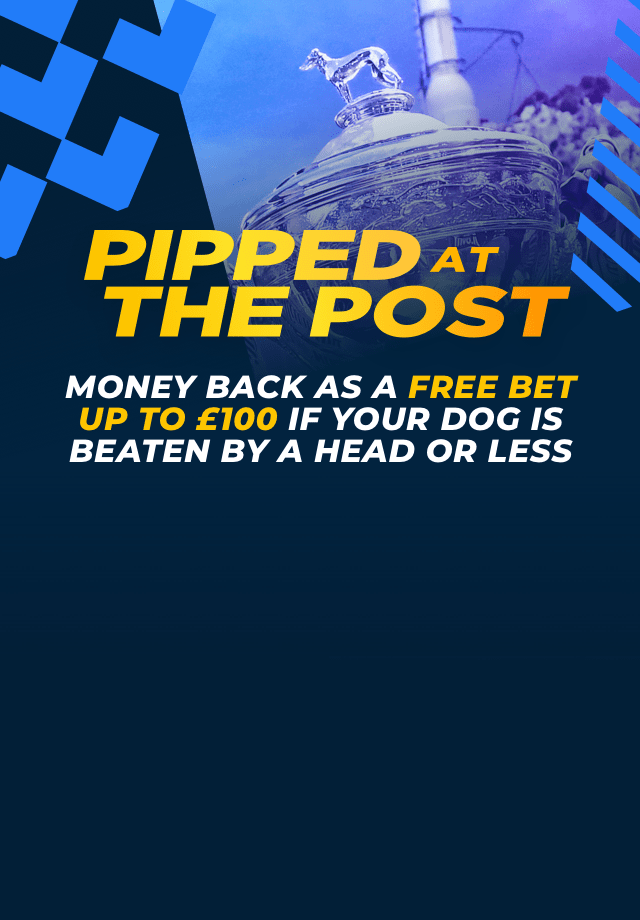 PIPPED AT
THE POST
MONEY BACK AS A FREE BET
UP TO £100 IF YOUR DOG IS
BEATEN BY A HEAD OR LESS